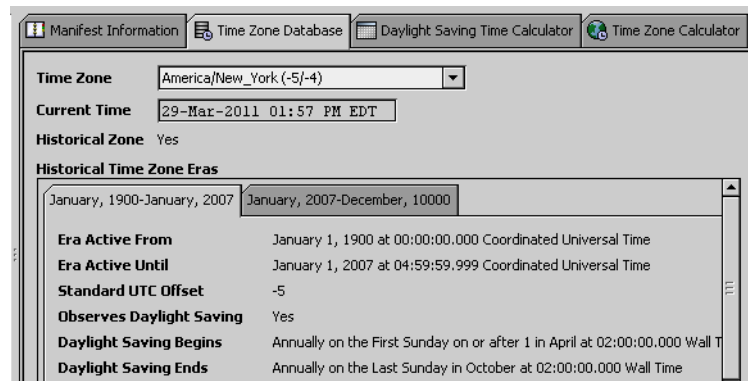 Manifest Information Time Zone Database Daylight Saving Time Calculator Time Zone Calculator
Time Zone America/New_York (-5/-4)
Current Time 29-Mar-2011 01:57 PM EDT
Historical Zone Yes
Historical Time Zone Eras
January, 1900-January, 2007 January, 2007-December, 10000
Era Active From January 1, 1900 at 00:00:00.000 Coordinated Universal Time
Era Active Until January 1, 2007 at 04:59:59.999 Coordinated Universal Time
Standard UTC Offset -5
Observes Daylight Saving Yes
Daylight Saving Begins Annually on the First Sunday on or after 1 in April at 02:00:00.000 Wall T
Daylight Saving Ends Annually on the Last Sunday in October at 02:00:00.000 Wall Time